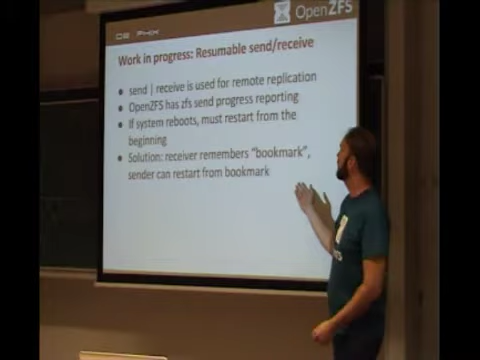 DELPHIX
OpenZFS
Work in progress: Resumable send/receive
send | receive is used for remote replication
OpenZFS has zfs send progress reporting
If system reboots, must restart from the
beginning
Solution: receiver remembers "bookmark",
sender can restart from bookmark